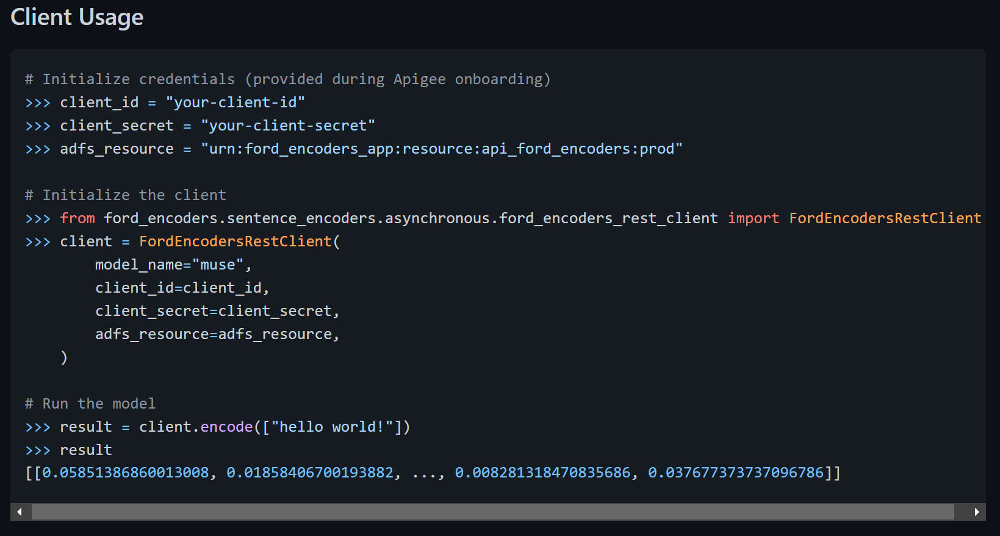 Client Usage
# Initialize credentials (provided during Apigee onboarding)
>>> client_id = "your-client-id"
>>> client_secret = "your-client-secret"
>>> adfs_resource = "urn:ford_encoders_app:resource:api_ford_encoders:prod"
# Initialize the client
>>> from ford_encoders.sentence_encoders.asynchronous.ford_encoders_rest_client import FordEncodersRestClient
>>> client = FordEncodersRestClient(
        model_name="muse",
        client_id=client_id,
        client_secret=client_secret,
        adfs_resource=adfs_resource,
    )
# Run the model
>>> result = client.encode(["hello world!"])
>>> result
[[0.05851386860013008, 0.01858406700193882, ..., 0.008281318470835686, 0.037677373737096786]]